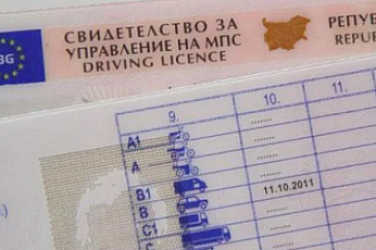 BG
СВИДЕТЕЛСТВО ЗА
УПРАВЛЕНИЕ НА МПС
DRIVING LICENCE
РЕПУБ
REPUB
9.
10.
11.
A1
A
B1
B
11.10.2011
C1
C